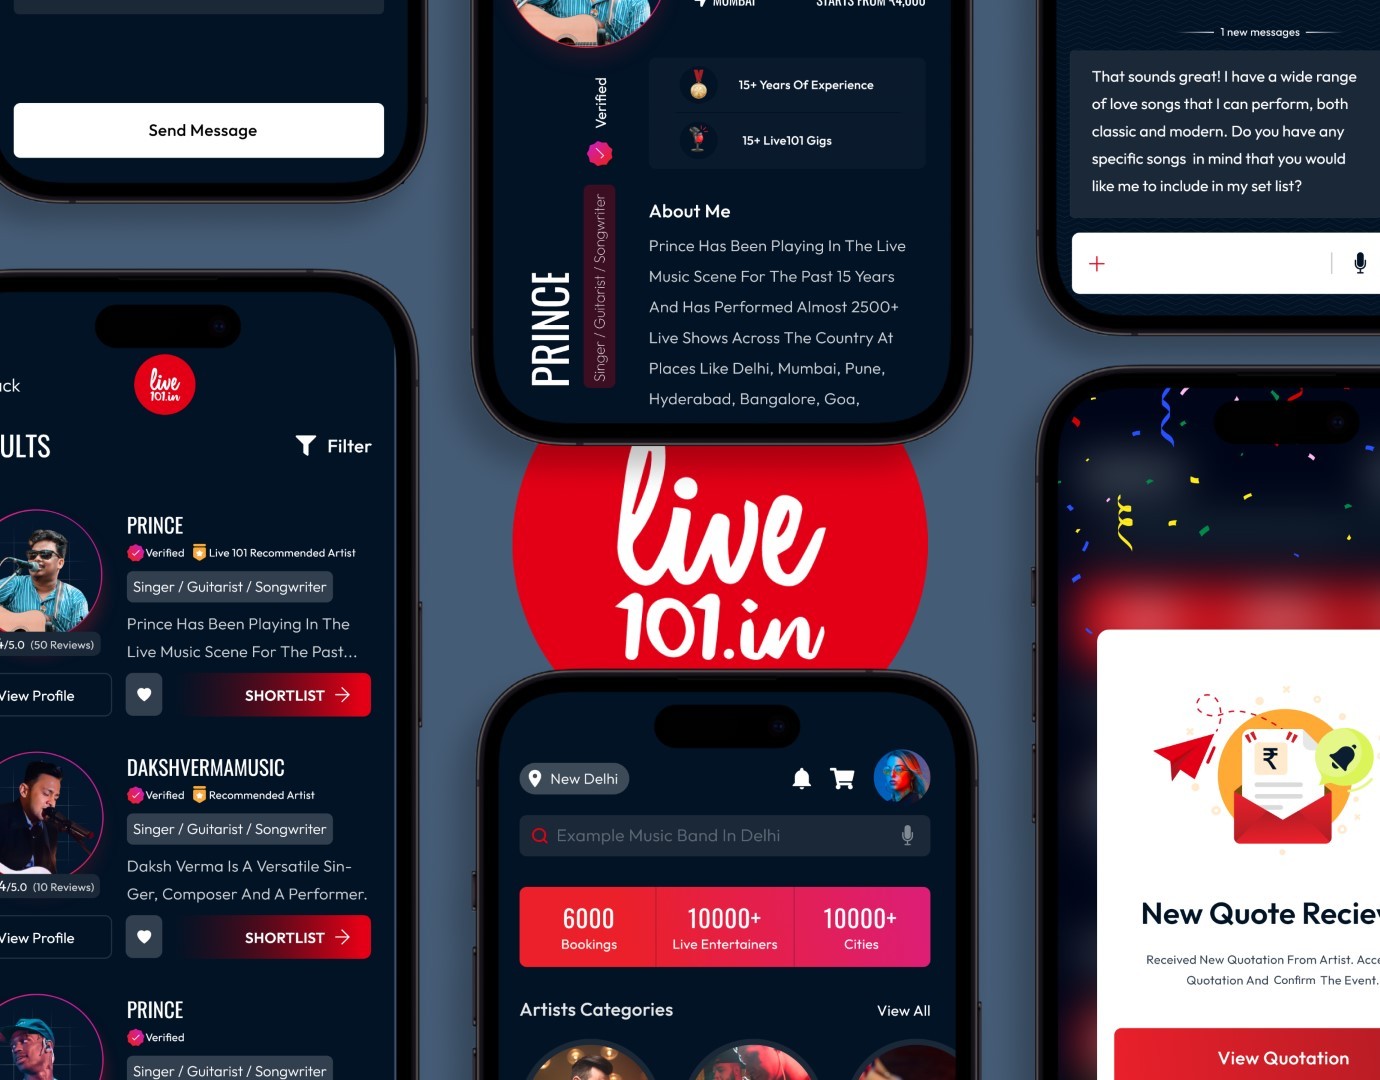 Send Message
ULTS
Filter
live
101.in
PRINCE
Verified
Live 101 Recommended Artist
Singer / Guitarist / Songwriter
Prince Has Been Playing In The
Live Music Scene For The Past...
/5.0 (50 Reviews)
View Profile
SHORTLIST
DAKSHVERMAMUSIC
Verified
Recommended Artist
Singer / Guitarist / Songwriter
Daksh Verma Is A Versatile Sin-
Ger, Composer And A Performer.
4/5.0 (10 Reviews)
View Profile
SHORTLIST
PRINCE
Verified
Singer / Guitarist / Songwriter
MUMBAI
STARTS FROM ₹4,000
Verified
15+ Years Of Experience
15+ Live101 Gigs
PRINCE
Singer / Guitarist / Songwriter
About Me
Prince Has Been Playing In The Live
Music Scene For The Past 15 Years
And Has Performed Almost 2500+
Live Shows Across The Country At
Places Like Delhi, Mumbai, Pune,
Hyderabad, Bangalore, Goa,
live
101.in
New Delhi
Example Music Band In Delhi
6000
Bookings
10000+
Live Entertainers
10000+
Cities
Artists Categories
View All
1 new messages
That sounds great! I have a wide range
of love songs that I can perform, both
classic and modern. Do you have any
specific songs in mind that you would
like me to include in my set list?
₹
New Quote Reciev
Received New Quotation From Artist. Acce
Quotation And Confirm The Event.
View Quotation